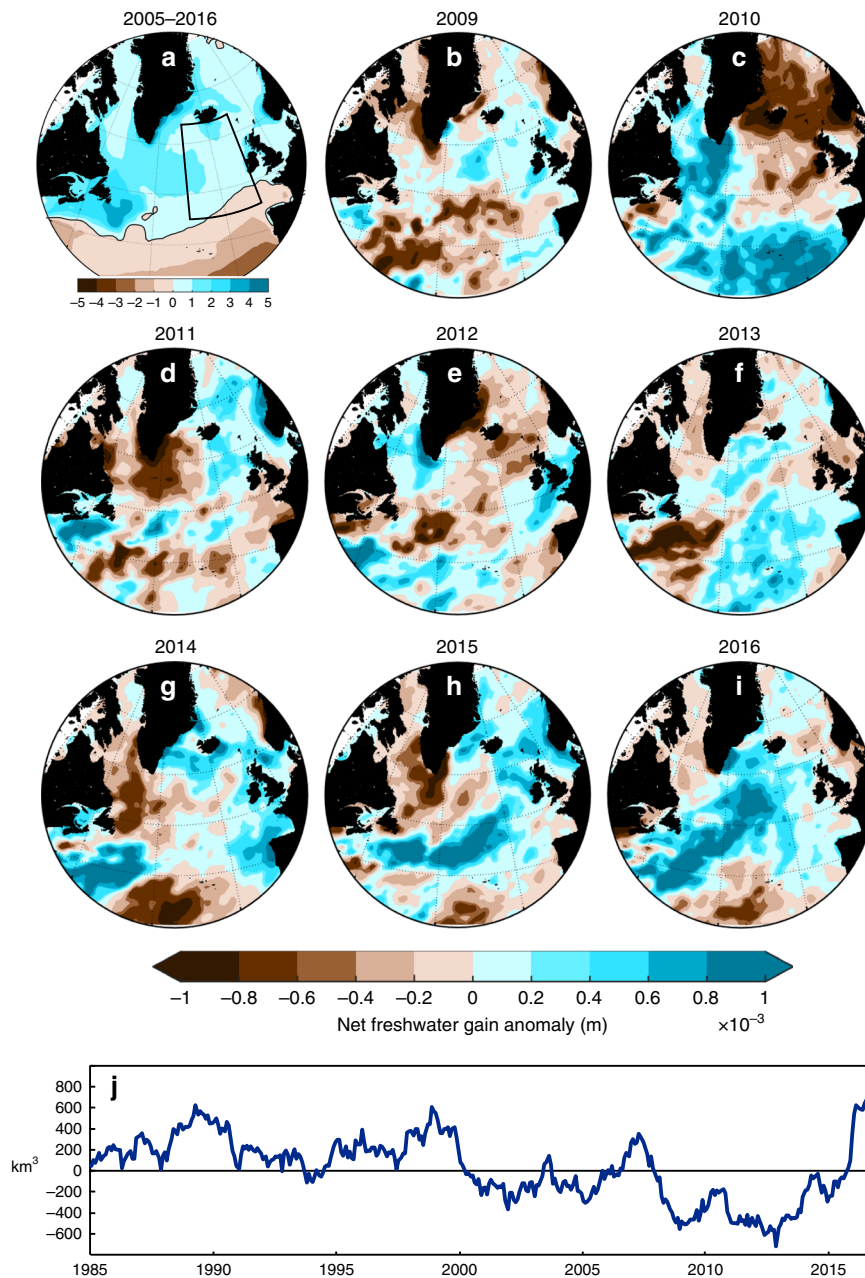 2005–2016 2009 2010
a b c
–5 –4 –3 –2 –1 0 1 2 3 4 5
2011 2012 2013
d e f
2014 2015 2016
g h i
–1 –0.8 –0.6 –0.4 –0.2 0 0.2 0.4 0.6 0.8 1
Net freshwater gain anomaly (m) ×10⁻³
j
800
600
400
200
km³ 0
–200
–400
–600
1985 1990 1995 2000 2005 2010 2015